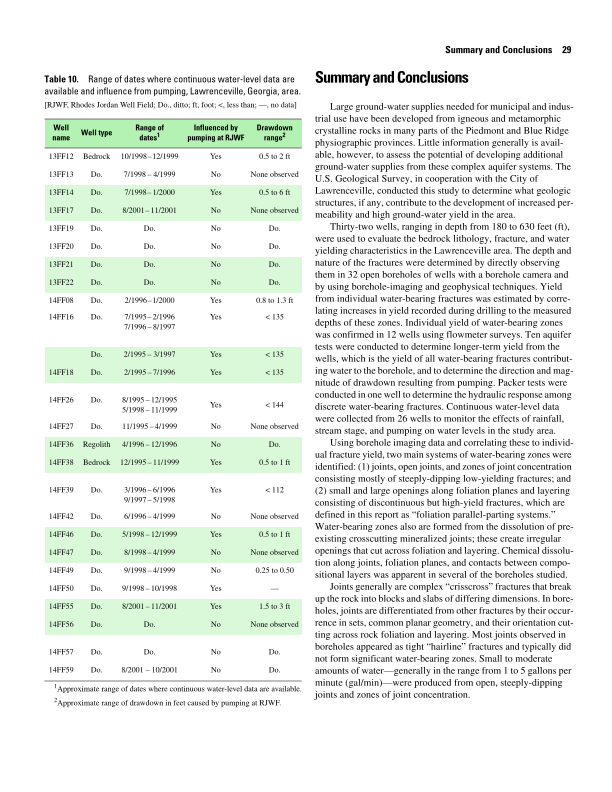 Summary and Conclusions 29
Table 10. Range of dates where continuous water-level data are
available and influence from pumping, Lawrenceville, Georgia, area.
[RJWF, Rhodes Jordan Well Field; Do., ditto; ft, foot; <, less than; —, no data]
Well name | Well type | Range of dates1 | Influenced by pumping at RJWF | Drawdown range2
13FF12 Bedrock 10/1998–12/1999 Yes 0.5 to 2 ft
13FF13 Do. 7/1998–4/1999 No None observed
13FF14 Do. 7/1998–1/2000 Yes 0.5 to 6 ft
13FF17 Do. 8/2001–11/2001 No None observed
13FF19 Do. Do. No Do.
13FF20 Do. Do. No Do.
13FF21 Do. Do. No Do.
13FF22 Do. Do. No Do.
14FF08 Do. 2/1996–1/2000 Yes 0.8 to 1.3 ft
14FF16 Do. 7/1995–2/1996 Yes < 135
7/1996–8/1997
Do. 2/1995–3/1997 Yes < 135
14FF18 Do. 2/1995–7/1996 Yes < 135
14FF26 Do. 8/1995–12/1995 Yes < 144
5/1998–11/1999
14FF27 Do. 11/1995–4/1999 No None observed
14FF36 Regolith 4/1996–12/1996 No Do.
14FF38 Bedrock 12/1995–11/1999 Yes 0.5 to 1 ft
14FF39 Do. 3/1996–6/1996 Yes < 112
9/1997–5/1998
14FF42 Do. 6/1996–4/1999 No None observed
14FF46 Do. 5/1998–12/1999 Yes 0.5 to 1 ft
14FF47 Do. 8/1998–4/1999 No None observed
14FF49 Do. 9/1998–4/1999 No 0.25 to 0.50
14FF50 Do. 9/1998–10/1998 Yes —
14FF55 Do. 8/2001–11/2001 Yes 1.5 to 3 ft
14FF56 Do. Do. No None observed
14FF57 Do. Do. No Do.
14FF59 Do. 8/2001 – 10/2001 No Do.
1Approximate range of dates where continuous water-level data are available.
2Approximate range of drawdown in feet caused by pumping at RJWF.
Summary and Conclusions
Large ground-water supplies needed for municipal and indus-
trial use have been developed from igneous and metamorphic
crystalline rocks in many parts of the Piedmont and Blue Ridge
physiographic provinces. Little information generally is avail-
able, however, to assess the potential of developing additional
ground-water supplies from these complex aquifer systems. The
U.S. Geological Survey, in cooperation with the City of
Lawrenceville, conducted this study to determine what geologic
structures, if any, contribute to the development of increased per-
meability and high ground-water yield in the area.
Thirty-two wells, ranging in depth from 180 to 630 feet (ft),
were used to evaluate the bedrock lithology, fracture, and water
yielding characteristics in the Lawrenceville area. The depth and
nature of the fractures were determined by directly observing
them in 32 open boreholes of wells with a borehole camera and
by using borehole-imaging and geophysical techniques. Yield
from individual water-bearing fractures was estimated by corre-
lating increases in yield recorded during drilling to the measured
depths of these zones. Individual yield of water-bearing zones
was confirmed in 12 wells using flowmeter surveys. Ten aquifer
tests were conducted to determine longer-term yield from the
wells, which is the yield of all water-bearing fractures contribut-
ing water to the borehole, and to determine the direction and mag-
nitude of drawdown resulting from pumping. Packer tests were
conducted in one well to determine the hydraulic response among
discrete water-bearing fractures. Continuous water-level data
were collected from 26 wells to monitor the effects of rainfall,
stream stage, and pumping on water levels in the study area.
Using borehole imaging data and correlating these to individ-
ual fracture yield, two main systems of water-bearing zones were
identified: (1) joints, open joints, and zones of joint concentration
consisting mostly of steeply-dipping low-yielding fractures; and
(2) small and large openings along foliation planes and layering
consisting of discontinuous but high-yield fractures, which are
defined in this report as “foliation parallel-parting systems.”
Water-bearing zones also are formed from the dissolution of pre-
existing crosscutting mineralized joints; these create irregular
openings that cut across foliation and layering. Chemical dissolu-
tion along joints, foliation planes, and contacts between compo-
sitional layers was apparent in several of the boreholes studied.
Joints generally are complex “crisscross” fractures that break
up the rock into blocks and slabs of differing dimensions. In bore-
holes, joints are differentiated from other fractures by their occur-
rence in sets, common planar geometry, and their orientation cut-
ting across rock foliation and layering. Most joints observed in
boreholes appeared as tight “hairline” fractures and typically did
not form significant water-bearing zones. Small to moderate
amounts of water—generally in the range from 1 to 5 gallons per
minute (gal/min)—were produced from open, steeply-dipping
joints and zones of joint concentration.